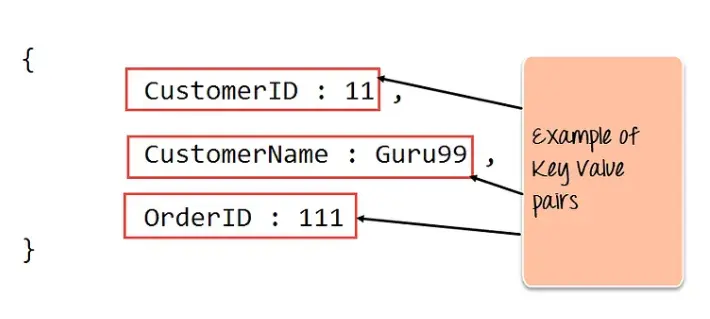 {
CustomerID : 11 ,
CustomerName : Guru99 ,
OrderID : 111
}
Example of
Key Value
pairs